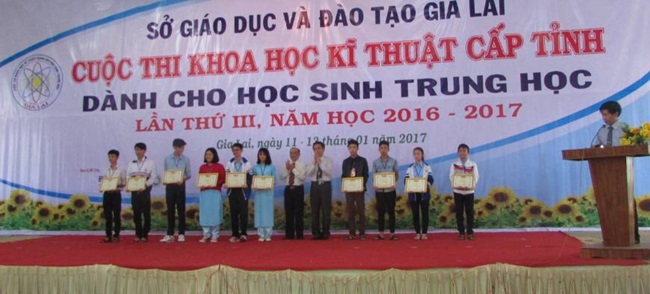 SỞ GIÁO DỤC VÀ ĐÀO TẠO GIA LAI
CUỘC THI KHOA HỌC KĨ THUẬT CẤP TỈNH
DÀNH CHO HỌC SINH TRUNG HỌC
LẦN THỨ III, NĂM HỌC 2016 - 2017
Gia Lai, ngày 11 - 13 tháng 01 năm 2017